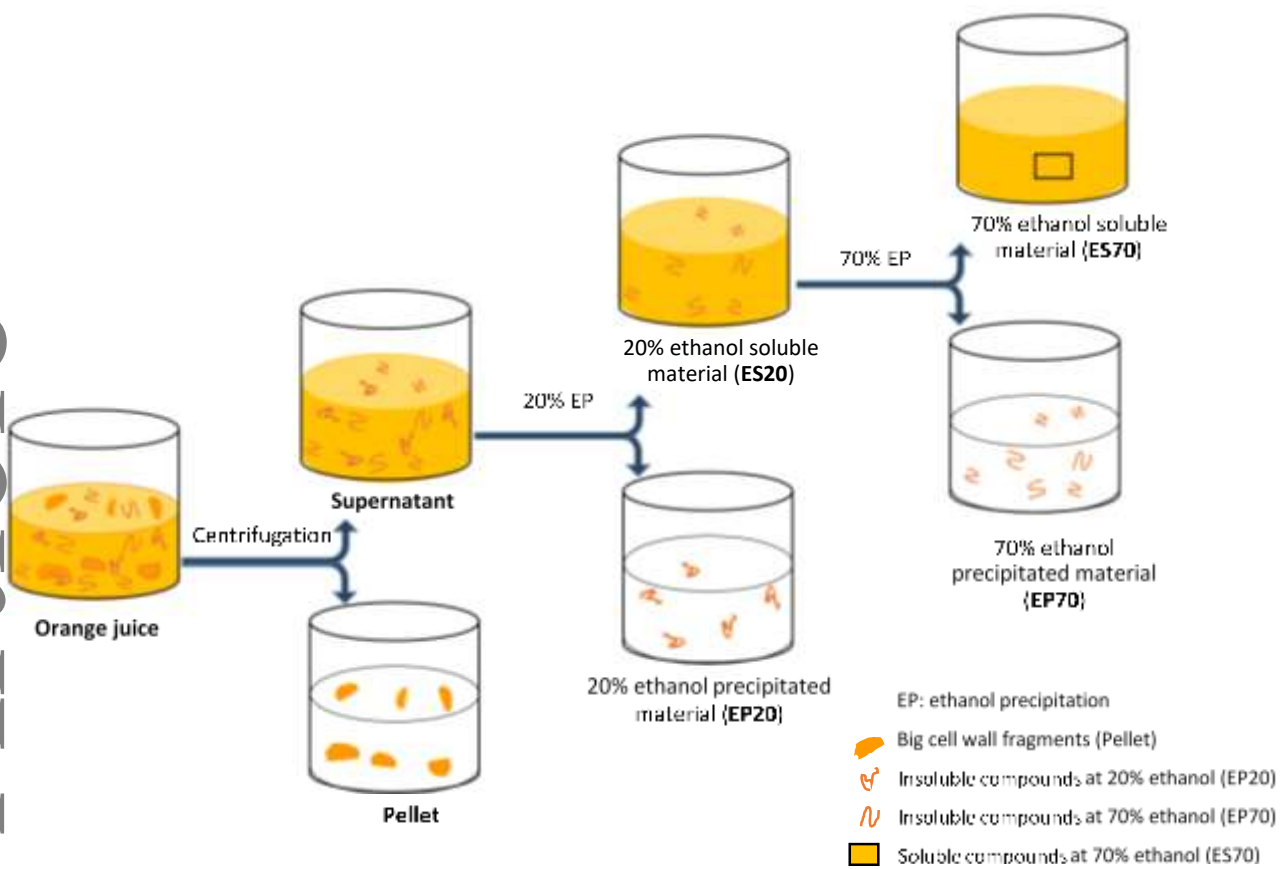 70% ethanol soluble
material (ES70)
70% EP
20% ethanol soluble
material (ES20)
20% EP
Supernatant
Centrifugation
Orange juice
70% ethanol
precipitated material
(EP70)
20% ethanol precipitated
material (EP20)
Pellet
EP: ethanol precipitation
Big cell wall fragments (Pellet)
Insoluble compounds at 20% ethanol (EP20)
Insoluble compounds at 70% ethanol (EP70)
Soluble compounds at 70% ethanol (ES70)